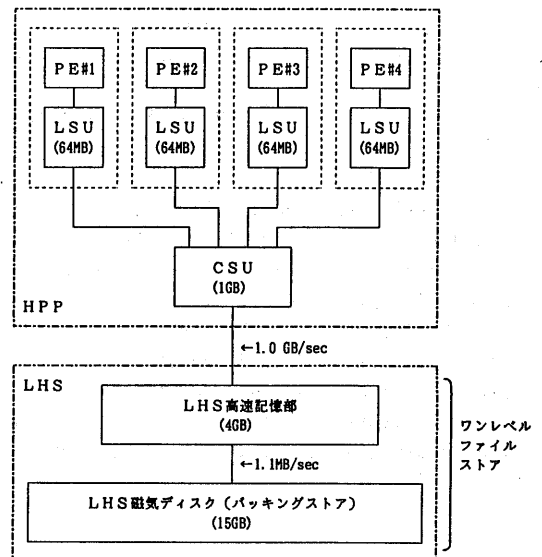 PE#1 PE#2 PE#3 PE#4
LSU LSU LSU LSU
(64MB) (64MB) (64MB) (64MB)
CSU
(1GB)
HPP
←1.0 GB/sec
LHS
LHS高速記憶部
(4GB)
←1.1MB/sec
LHS磁気ディスク(バッキングストア)
(15GB)
ワンレベル
ファイル
ストア